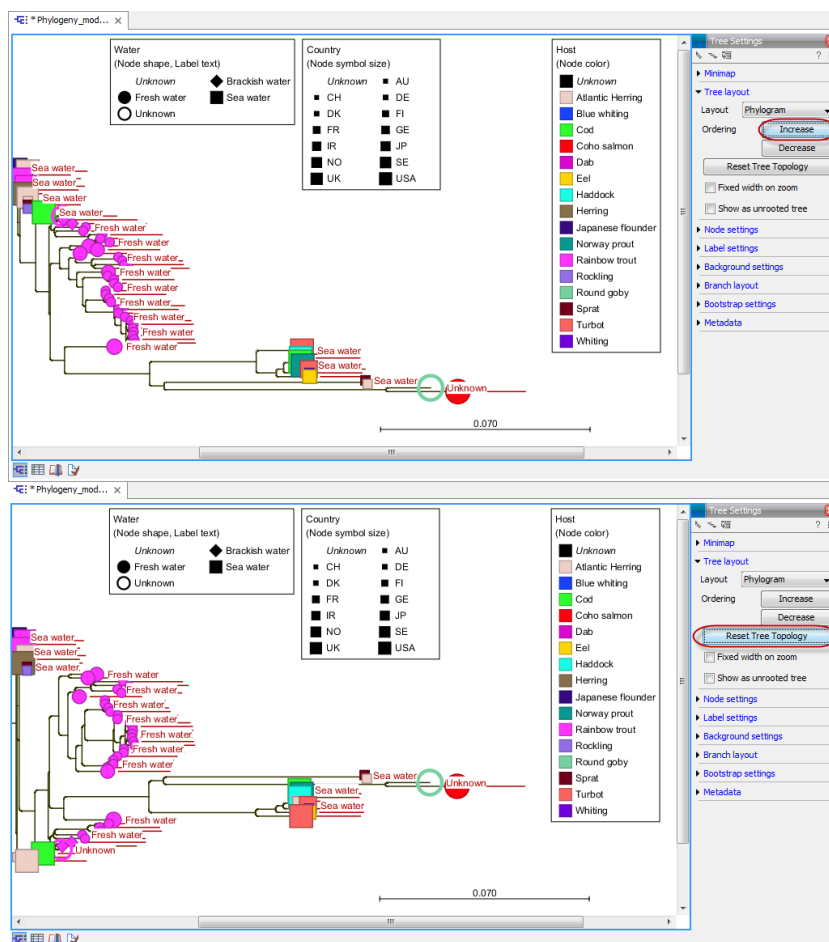 * Phylogeny_mod... ×
Water
(Node shape, Label text)
Unknown
Brackish water
Fresh water
Sea water
Unknown
Country
(Node symbol size)
Unknown
AU
CH
DE
DK
FI
FR
GE
IR
JP
NO
SE
UK
USA
Host
(Node color)
Unknown
Atlantic Herring
Blue whiting
Cod
Coho salmon
Dab
Eel
Haddock
Herring
Japanese flounder
Norway prout
Rainbow trout
Rockling
Round goby
Sprat
Turbot
Whiting
Sea water
Sea water
Sea water
Sea water
Fresh water
Fresh water
Fresh water
Fresh water
Fresh water
Fresh water
Fresh water
Fresh water
Sea water
Sea water
Sea water
Unknown
0.070
Tree Settings
?
Minimap
Tree layout
Layout Phylogram
Ordering Increase
Decrease
Reset Tree Topology
Fixed width on zoom
Show as unrooted tree
Node settings
Label settings
Background settings
Branch layout
Bootstrap settings
Metadata
* Phylogeny_mod... ×
Water
(Node shape, Label text)
Unknown
Brackish water
Fresh water
Sea water
Unknown
Country
(Node symbol size)
Unknown
AU
CH
DE
DK
FI
FR
GE
IR
JP
NO
SE
UK
USA
Host
(Node color)
Unknown
Atlantic Herring
Blue whiting
Cod
Coho salmon
Dab
Eel
Haddock
Herring
Japanese flounder
Norway prout
Rainbow trout
Rockling
Round goby
Sprat
Turbot
Whiting
Sea water
Sea water
Sea water
Fresh water
Fresh water
Fresh water
Fresh water
Fresh water
Fresh water
Fresh water
Sea water
Unknown
Sea water
Sea water
Fresh water
Fresh water
Unknown
0.070
Tree Settings
?
Minimap
Tree layout
Layout Phylogram
Ordering Increase
Decrease
Reset Tree Topology
Fixed width on zoom
Show as unrooted tree
Node settings
Label settings
Background settings
Branch layout
Bootstrap settings
Metadata